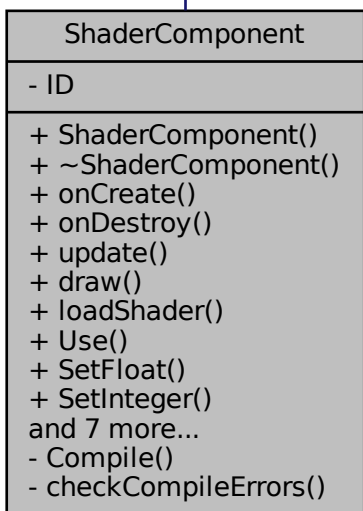 ShaderComponent
- ID
+ ShaderComponent()
+ ~ShaderComponent()
+ onCreate()
+ onDestroy()
+ update()
+ draw()
+ loadShader()
+ Use()
+ SetFloat()
+ SetInteger()
and 7 more...
- Compile()
- checkCompileErrors()